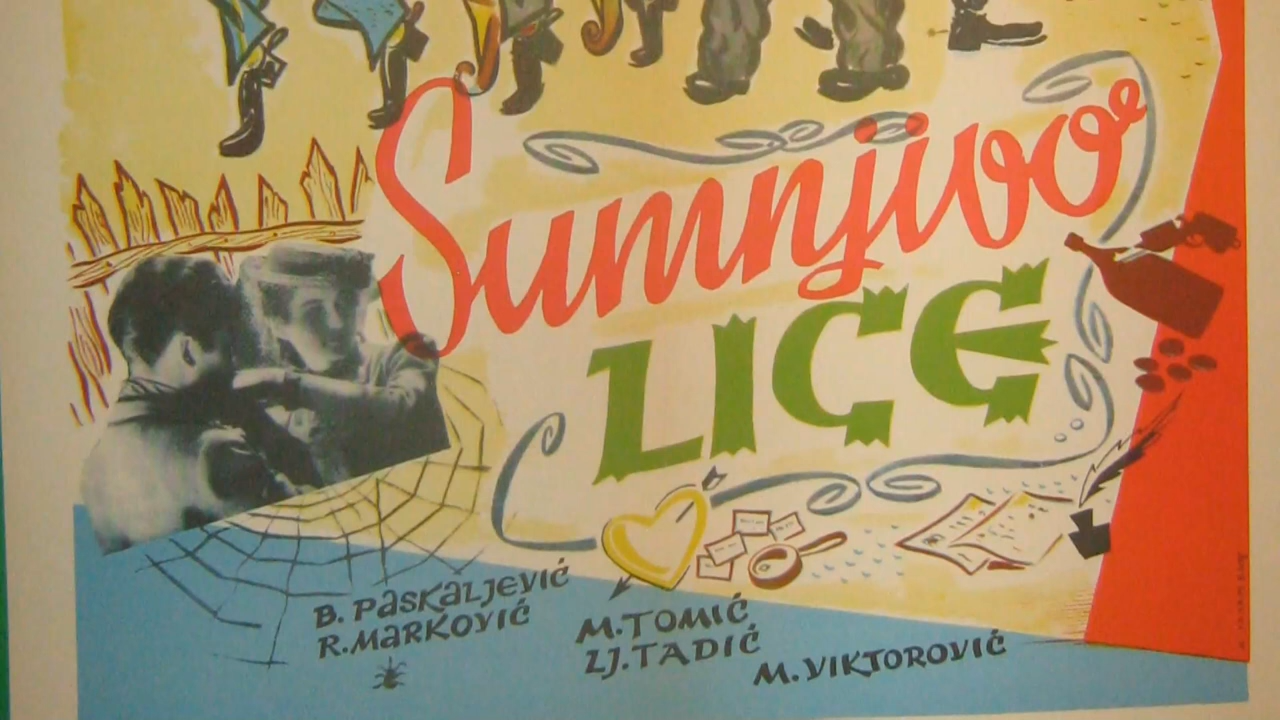 Sumnjivo
LICE
B. PASKALJEVIĆ
R. MARKOVIĆ
M. TOMIĆ
LJ. TADIĆ
M. VIKTOROVIĆ